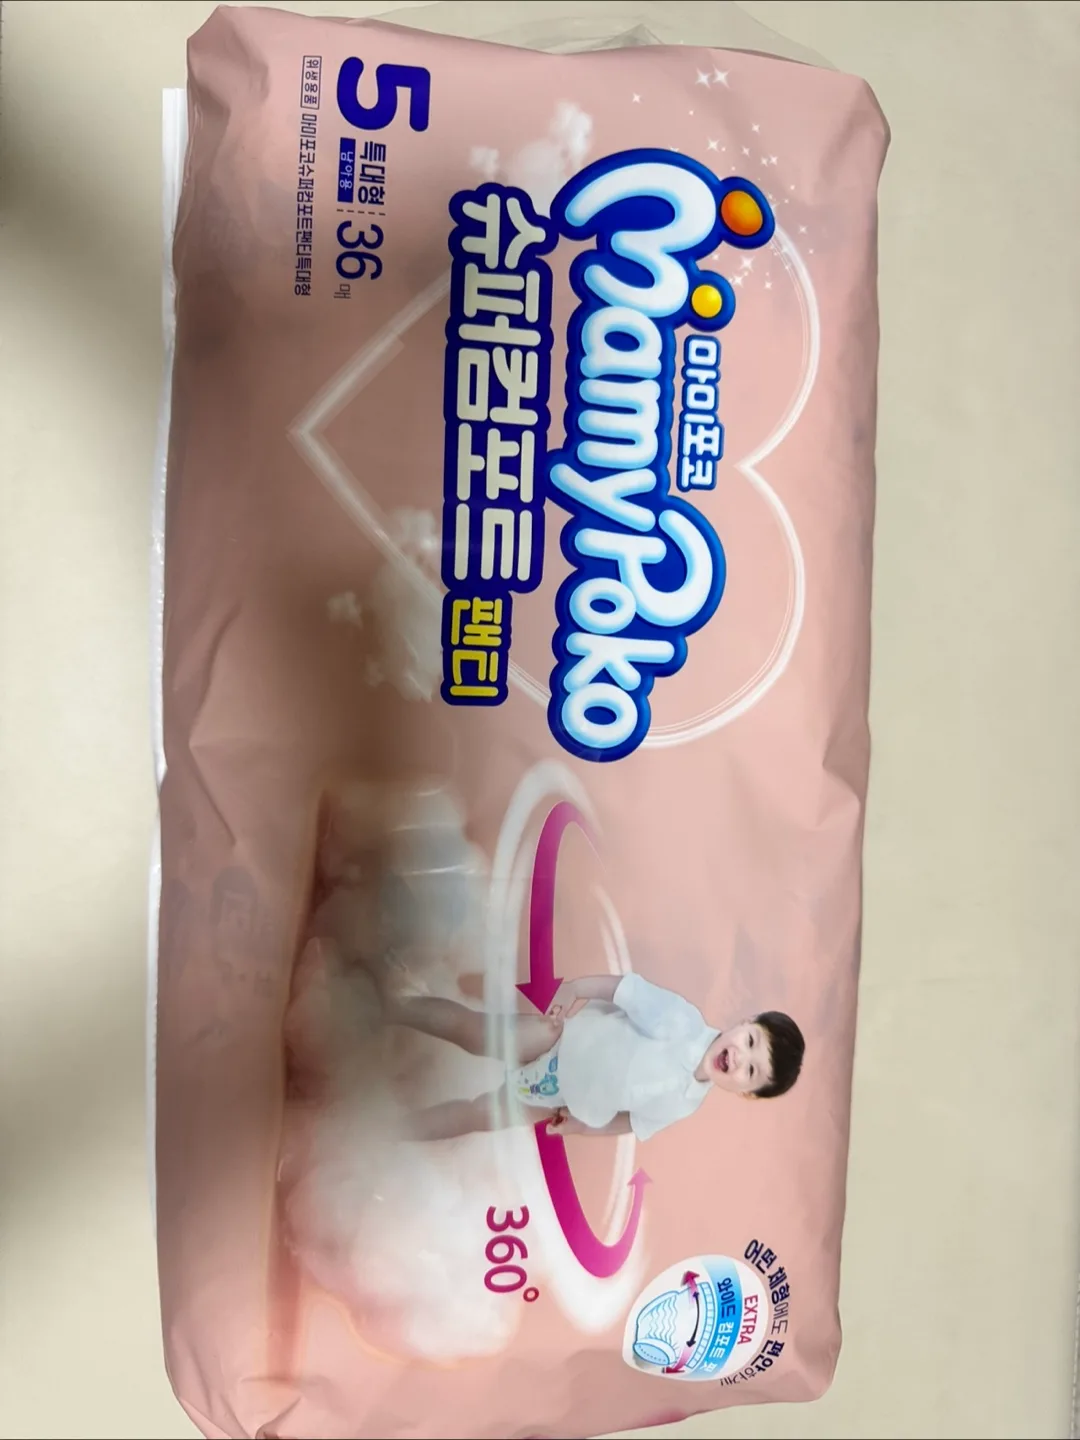 마미포코
MamyPoko
슈퍼컴포트
팬티
5
특대형
남아용
36매
위생용품
마미포코슈퍼컴포트팬티특대형
360°
어떤 체형에도 편안하게!!
EXTRA
와이드 컴포트 핏